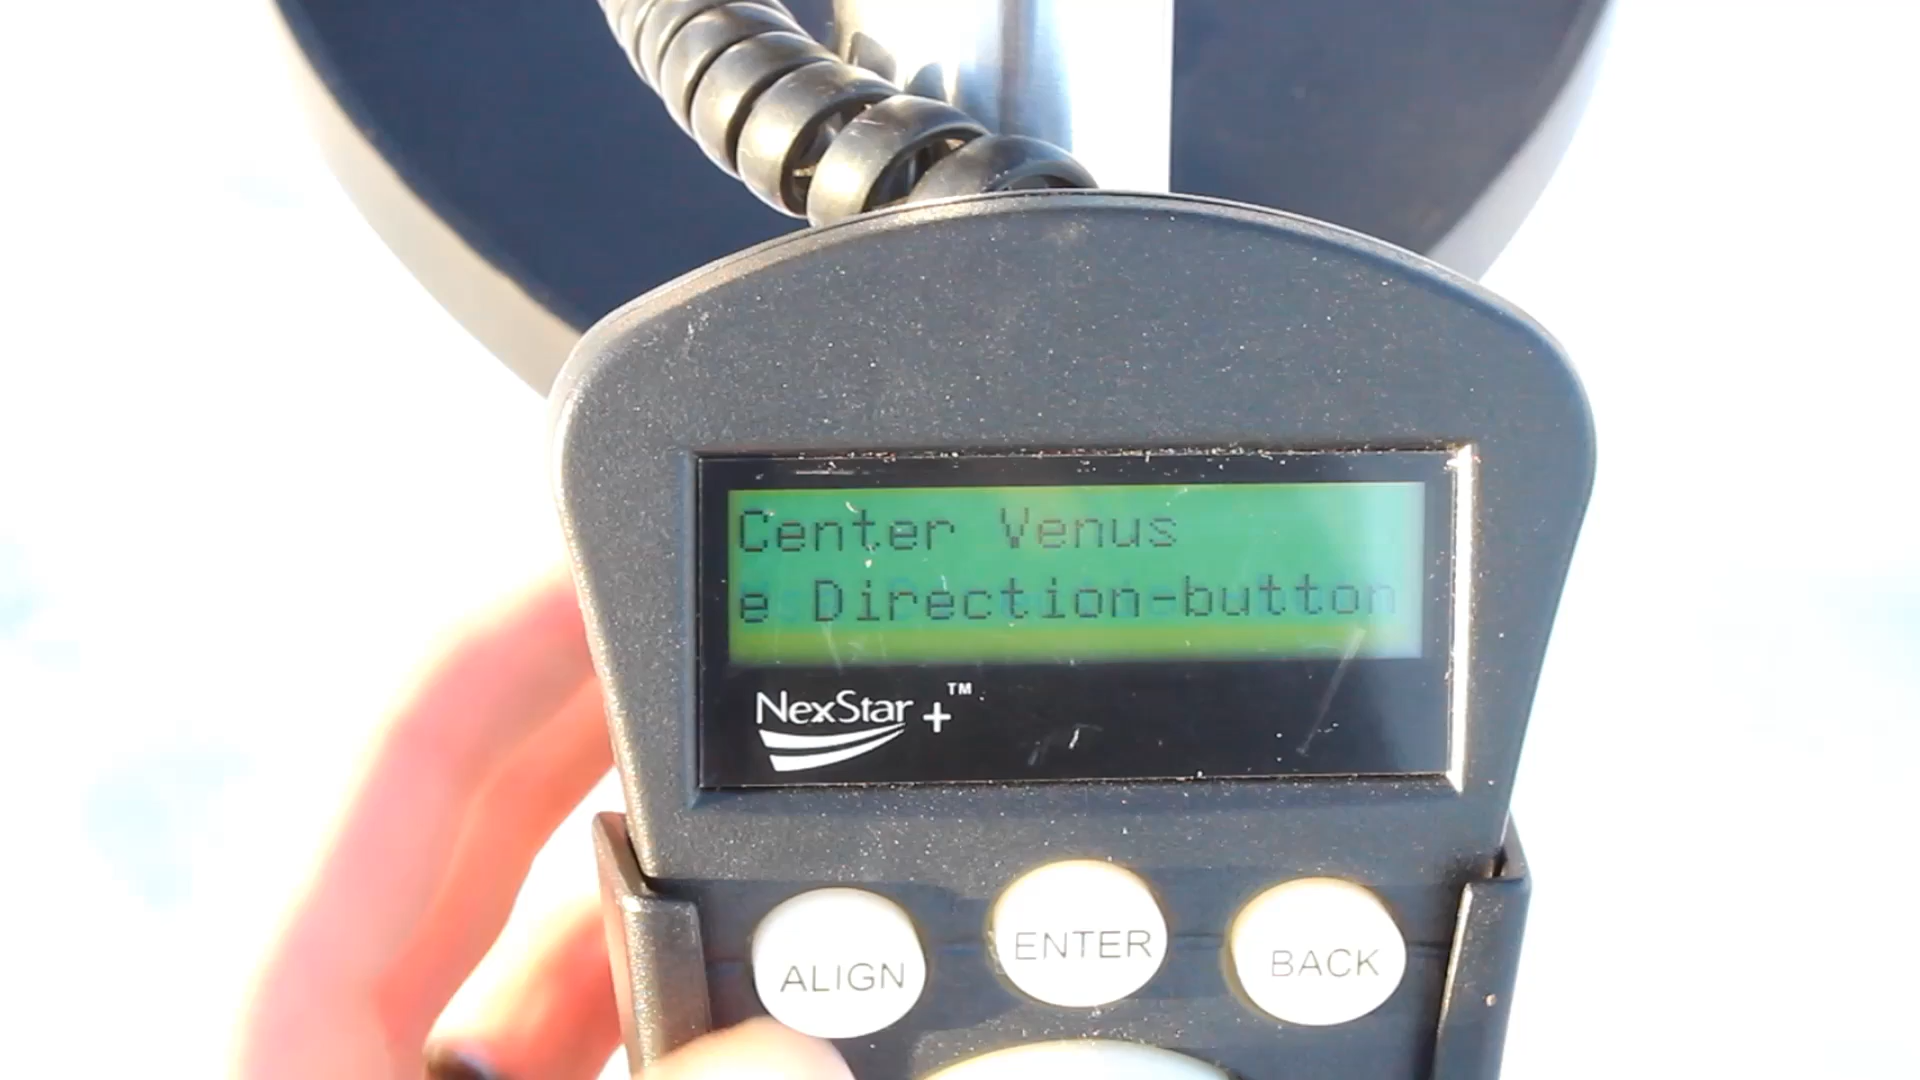 Center Venus
e Direction-button
NexStar +™
ALIGN
ENTER
BACK